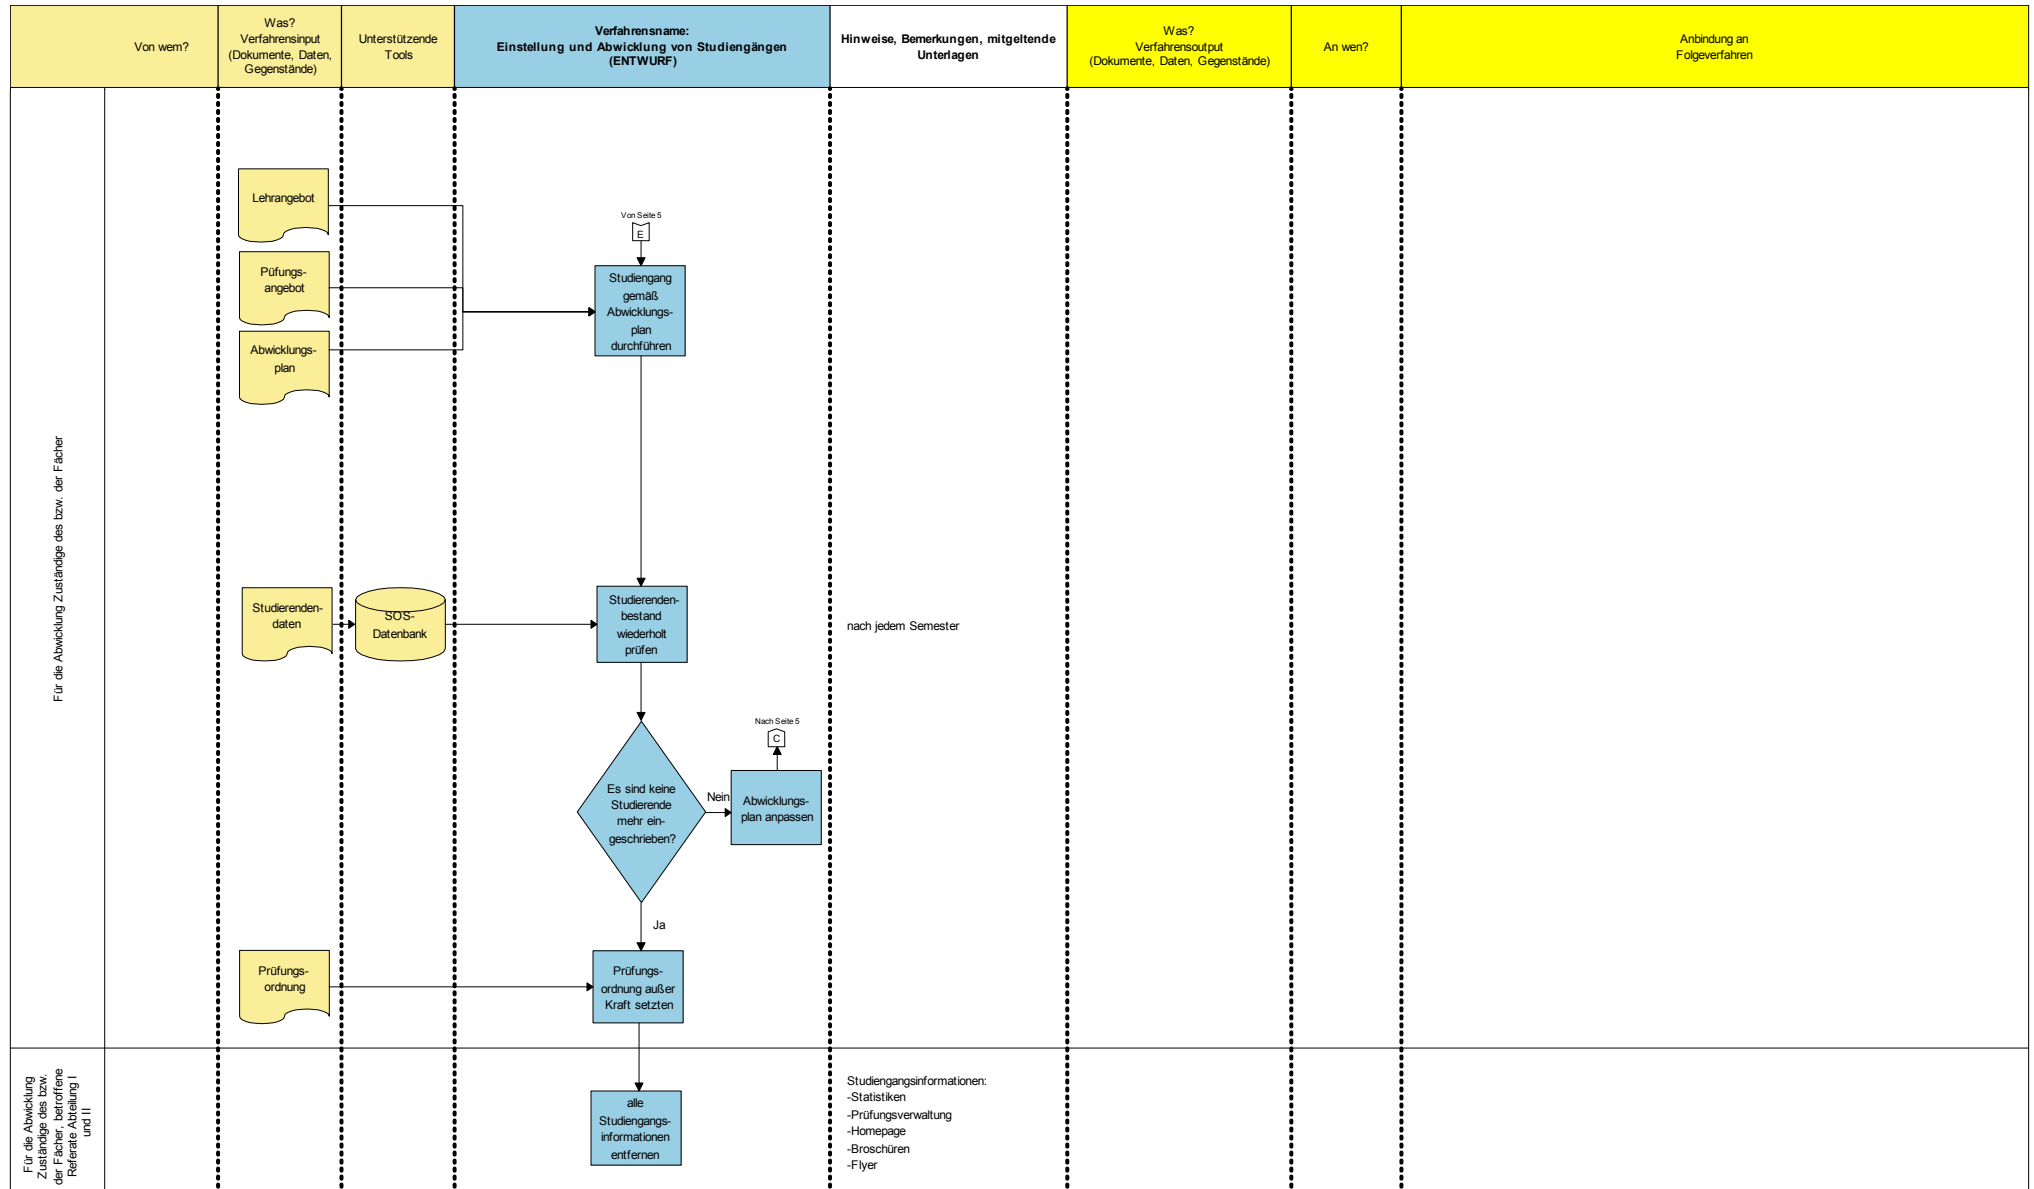 Von wem?
Was?
Verfahrensinput
(Dokumente, Daten,
Gegenstände)
Unterstützende
Tools
Verfahrensname:
Einstellung und Abwicklung von Studiengängen
(ENTWURF)
Hinweise, Bemerkungen, mitgeltende
Unterlagen
Was?
Verfahrensoutput
(Dokumente, Daten, Gegenstände)
An wen?
Anbindung an
Folgeverfahren
Für die Abwicklung Zuständige des bzw. der Fächer
Lehrangebot
Püfungs-
angebot
Abwicklungs-
plan
Von Seite 5
E
Studiengang
gemäß
Abwicklungs-
plan
durchführen
Studierenden-
daten
SOS-
Datenbank
Studierenden-
bestand
wiederholt
prüfen
nach jedem Semester
Es sind keine
Studierende
mehr ein-
geschrieben?
Nein
Nach Seite 5
C
Abwicklungs-
plan anpassen
Ja
Prüfungs-
ordnung
Prüfungs-
ordnung außer
Kraft setzten
Für die Abwicklung
Zuständige des bzw.
der Fächer, betroffene
Referate Abteilung I
und II
alle
Studiengangs-
informationen
entfernen
Studiengangsinformationen:
-Statistiken
-Prüfungsverwaltung
-Homepage
-Broschüren
-Flyer